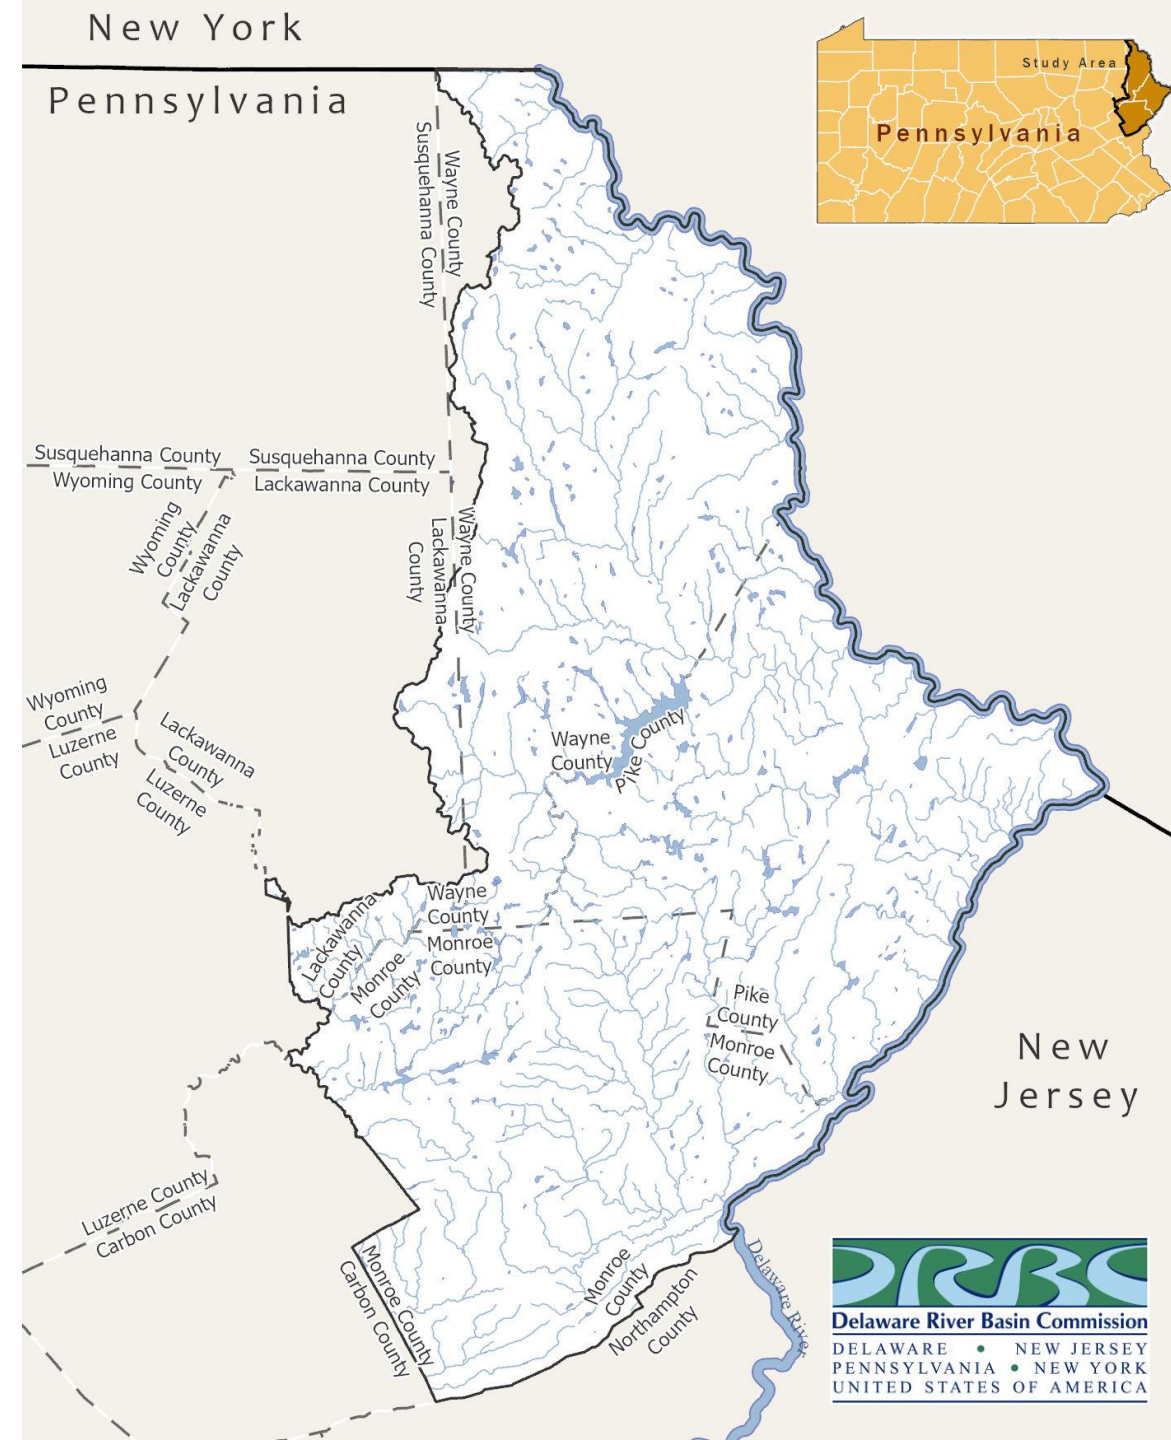 New York
Pennsylvania
Study Area
Pennsylvania
Wayne County
Susquehanna County
Susquehanna County
Wyoming County
Susquehanna County
Lackawanna County
Wyoming
County
Lackawanna
County
Wayne County
Lackawanna
County
Wyoming
County
Luzerne
County
Lackawanna
County
Luzerne
County
Wayne
County
Pike County
Wayne
County
Monroe
County
Lackawanna
County
Monroe
County
Pike
County
Monroe
County
New
Jersey
Luzerne County
Carbon County
Monroe County
Carbon County
Monroe
County
Northampton
County
Delaware River
DRBC
Delaware River Basin Commission
DELAWARE • NEW JERSEY
PENNSYLVANIA • NEW YORK
UNITED STATES OF AMERICA